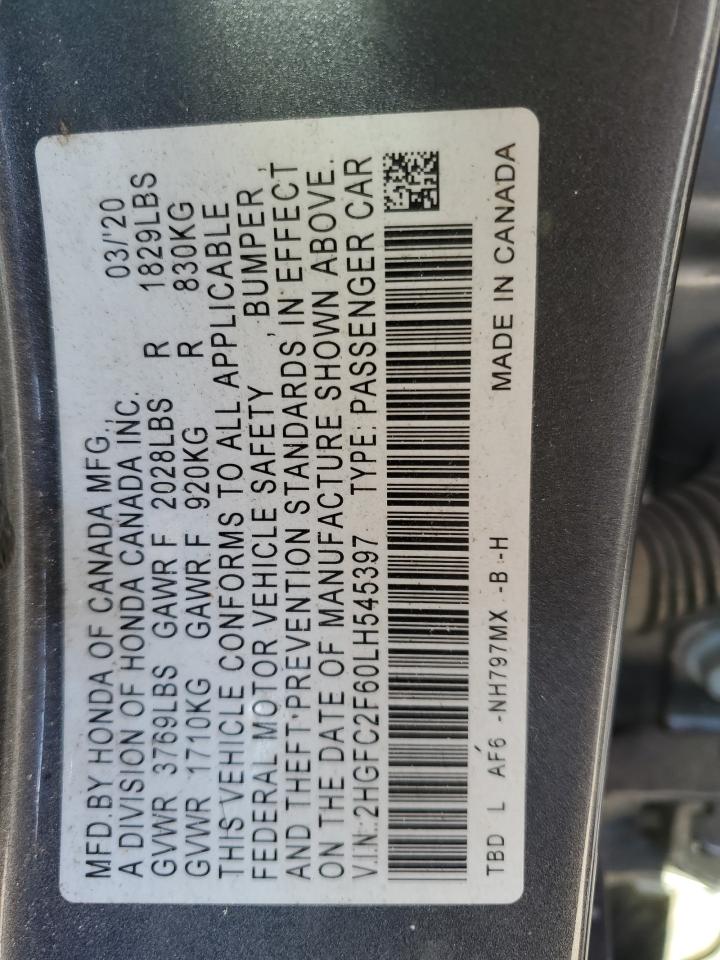 MFD.BY HONDA OF CANADA MFG.,
A DIVISION OF HONDA CANADA INC. 03/'20
GVWR 3769LBS GAWR F 2028LBS R 1829LBS
GVWR 1710KG GAWR F 920KG R 830KG
THIS VEHICLE CONFORMS TO ALL APPLICABLE
FEDERAL MOTOR VEHICLE SAFETY , BUMPER ,
AND THEFT PREVENTION STANDARDS IN EFFECT
ON THE DATE OF MANUFACTURE SHOWN ABOVE.
V.IN:2HGFC2F60LH545397 TYPE: PASSENGER CAR
TBD L AF6 -NH797MX -B -H MADE IN CANADA